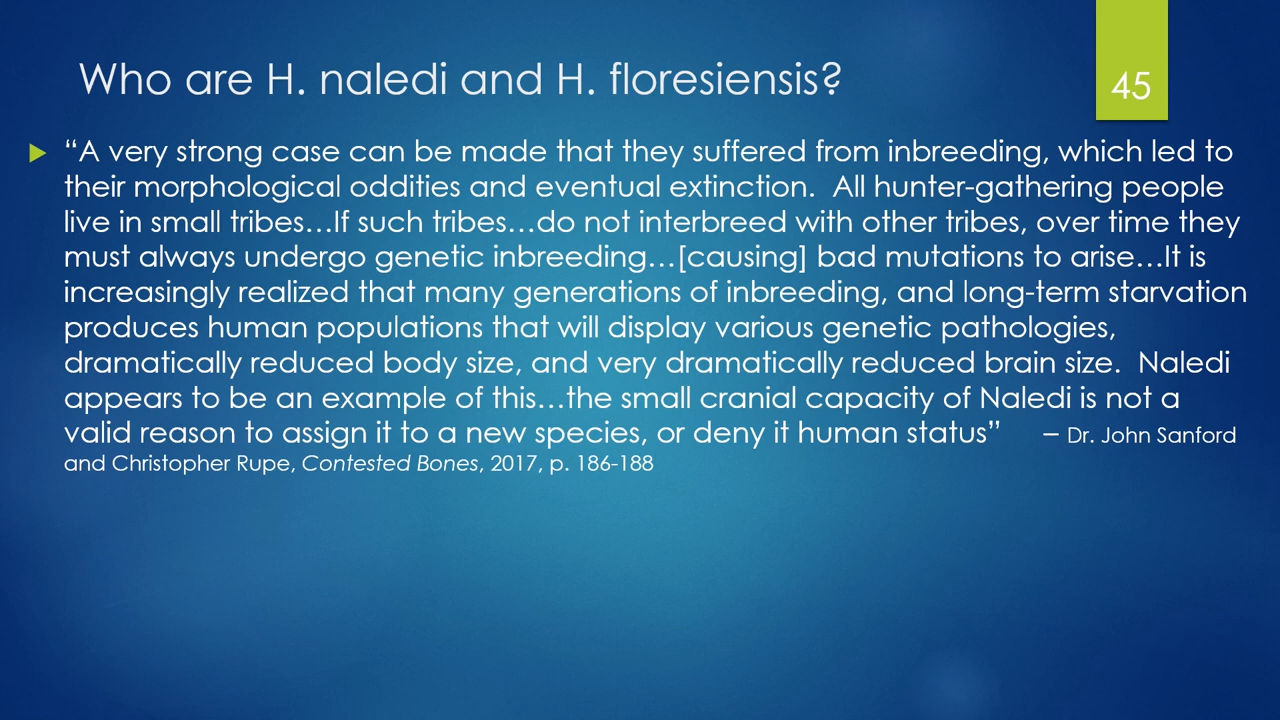 Who are H. naledi and H. floresiensis?
45
“A very strong case can be made that they suffered from inbreeding, which led to
their morphological oddities and eventual extinction.  All hunter-gathering people
live in small tribes…If such tribes…do not interbreed with other tribes, over time they
must always undergo genetic inbreeding…[causing] bad mutations to arise…It is
increasingly realized that many generations of inbreeding, and long-term starvation
produces human populations that will display various genetic pathologies,
dramatically reduced body size, and very dramatically reduced brain size.  Naledi
appears to be an example of this…the small cranial capacity of Naledi is not a
valid reason to assign it to a new species, or deny it human status”    – Dr. John Sanford
and Christopher Rupe, Contested Bones, 2017, p. 186-188